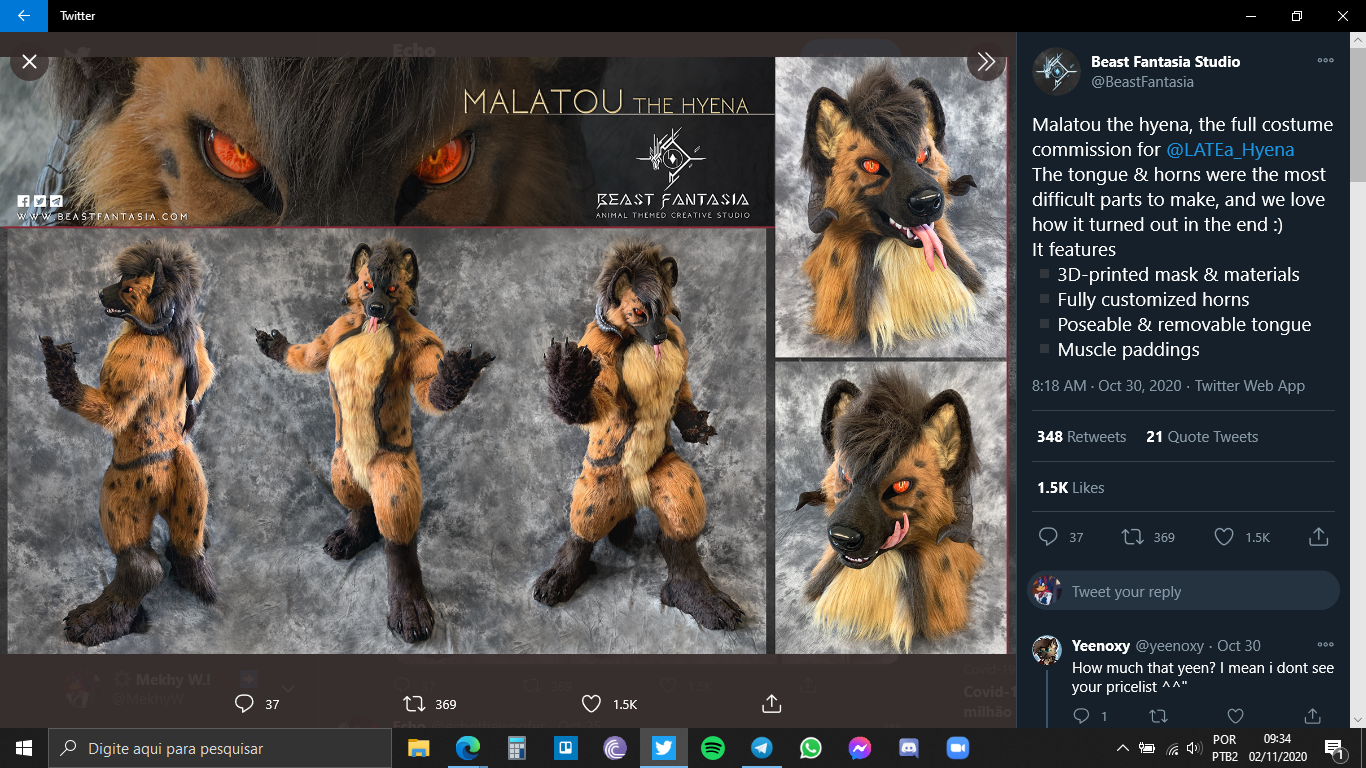 Twitter
Echo
MALATOU THE HYENA
BEAST FANTASIA
ANIMAL THEMED CREATIVE STUDIO
WWW.BEASTFANTASIA.COM
Beast Fantasia Studio
@BeastFantasia
Malatou the hyena, the full costume
commission for @LATEa_Hyena
The tongue & horns were the most
difficult parts to make, and we love
how it turned out in the end :)
It features
3D-printed mask & materials
Fully customized horns
Poseable & removable tongue
Muscle paddings
8:18 AM · Oct 30, 2020 · Twitter Web App
348 Retweets 21 Quote Tweets
1.5K Likes
37 369 1.5K
Tweet your reply
Yeenoxy @yeenoxy · Oct 30
How much that yeen? I mean i dont see
your pricelist ^^"
1
Mekhy W.!
@MekhyW
Covid-1
milhão
37 369 1.5K
Digite aqui para pesquisar
POR
PTB2
09:34
02/11/2020
1